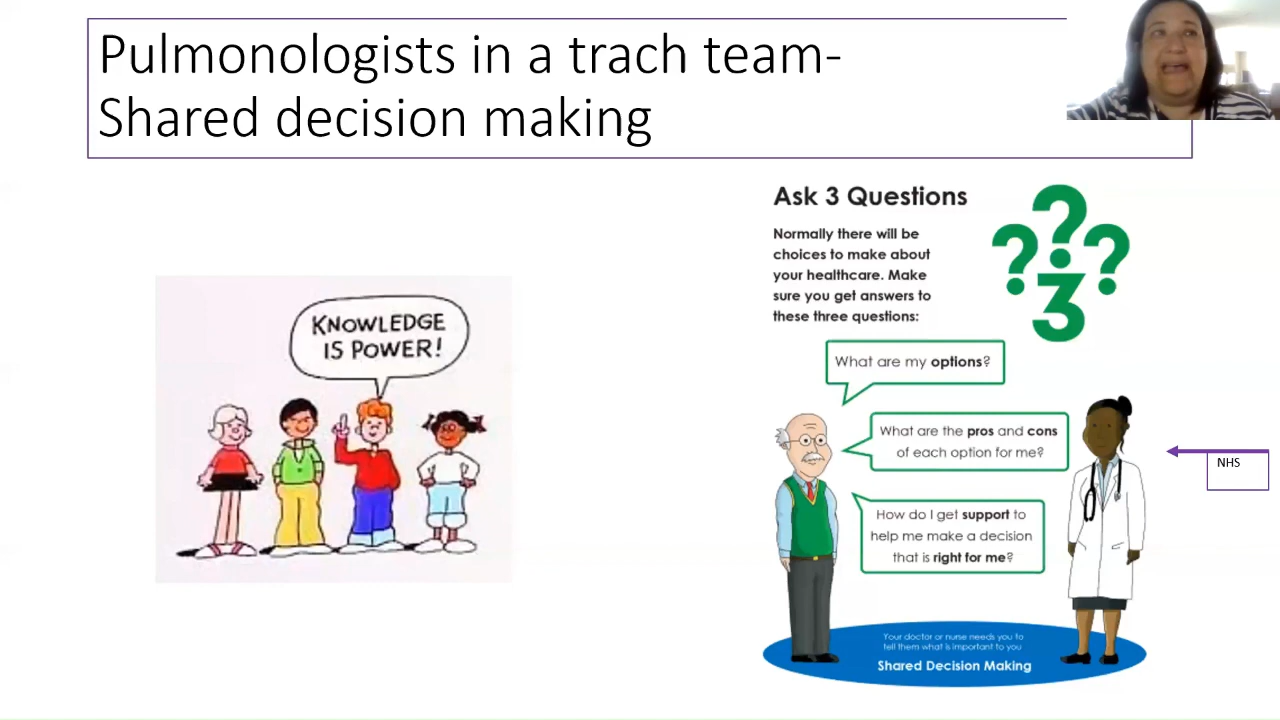 Pulmonologists in a trach team-
Shared decision making
KNOWLEDGE
IS POWER!
Ask 3 Questions
Normally there will be
choices to make about
your healthcare. Make
sure you get answers to
these three questions:
? ? ?
3
What are my options?
What are the pros and cons
of each option for me?
How do I get support to
help me make a decision
that is right for me?
Your doctor or nurse needs you to
tell them what is important to you
Shared Decision Making
NHS